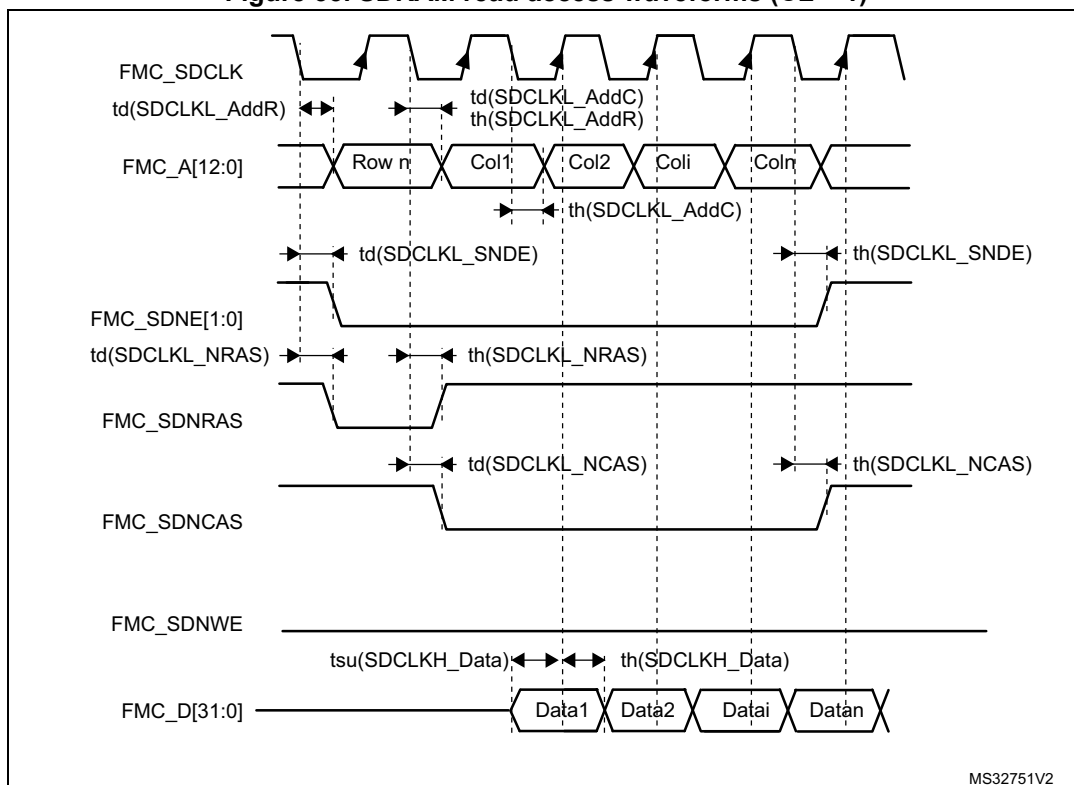 FMC_SDCLK
td(SDCLKL_AddR)
td(SDCLKL_AddC)
th(SDCLKL_AddR)
FMC_A[12:0]
Row n
Col1
Col2
Coli
Coln
th(SDCLKL_AddC)
td(SDCLKL_SNDE)
th(SDCLKL_SNDE)
FMC_SDNE[1:0]
td(SDCLKL_NRAS)
th(SDCLKL_NRAS)
FMC_SDNRAS
td(SDCLKL_NCAS)
th(SDCLKL_NCAS)
FMC_SDNCAS
FMC_SDNWE
tsu(SDCLKH_Data)
th(SDCLKH_Data)
FMC_D[31:0]
Data1
Data2
Datai
Datan
MS32751V2